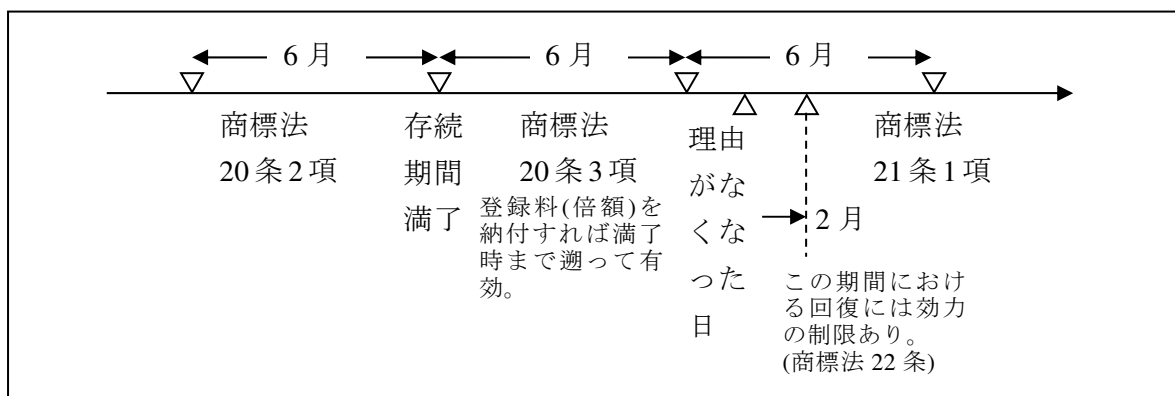 6月
6月
6月
商標法
20条2項
存続
期間
満了
商標法
20条3項
登録料(倍額)を
納付すれば満了
時まで遡って有
効。
理由
がな
くな
った
日
2月
この期間におけ
る回復には効力
の制限あり。
(商標法22条)
商標法
21条1項